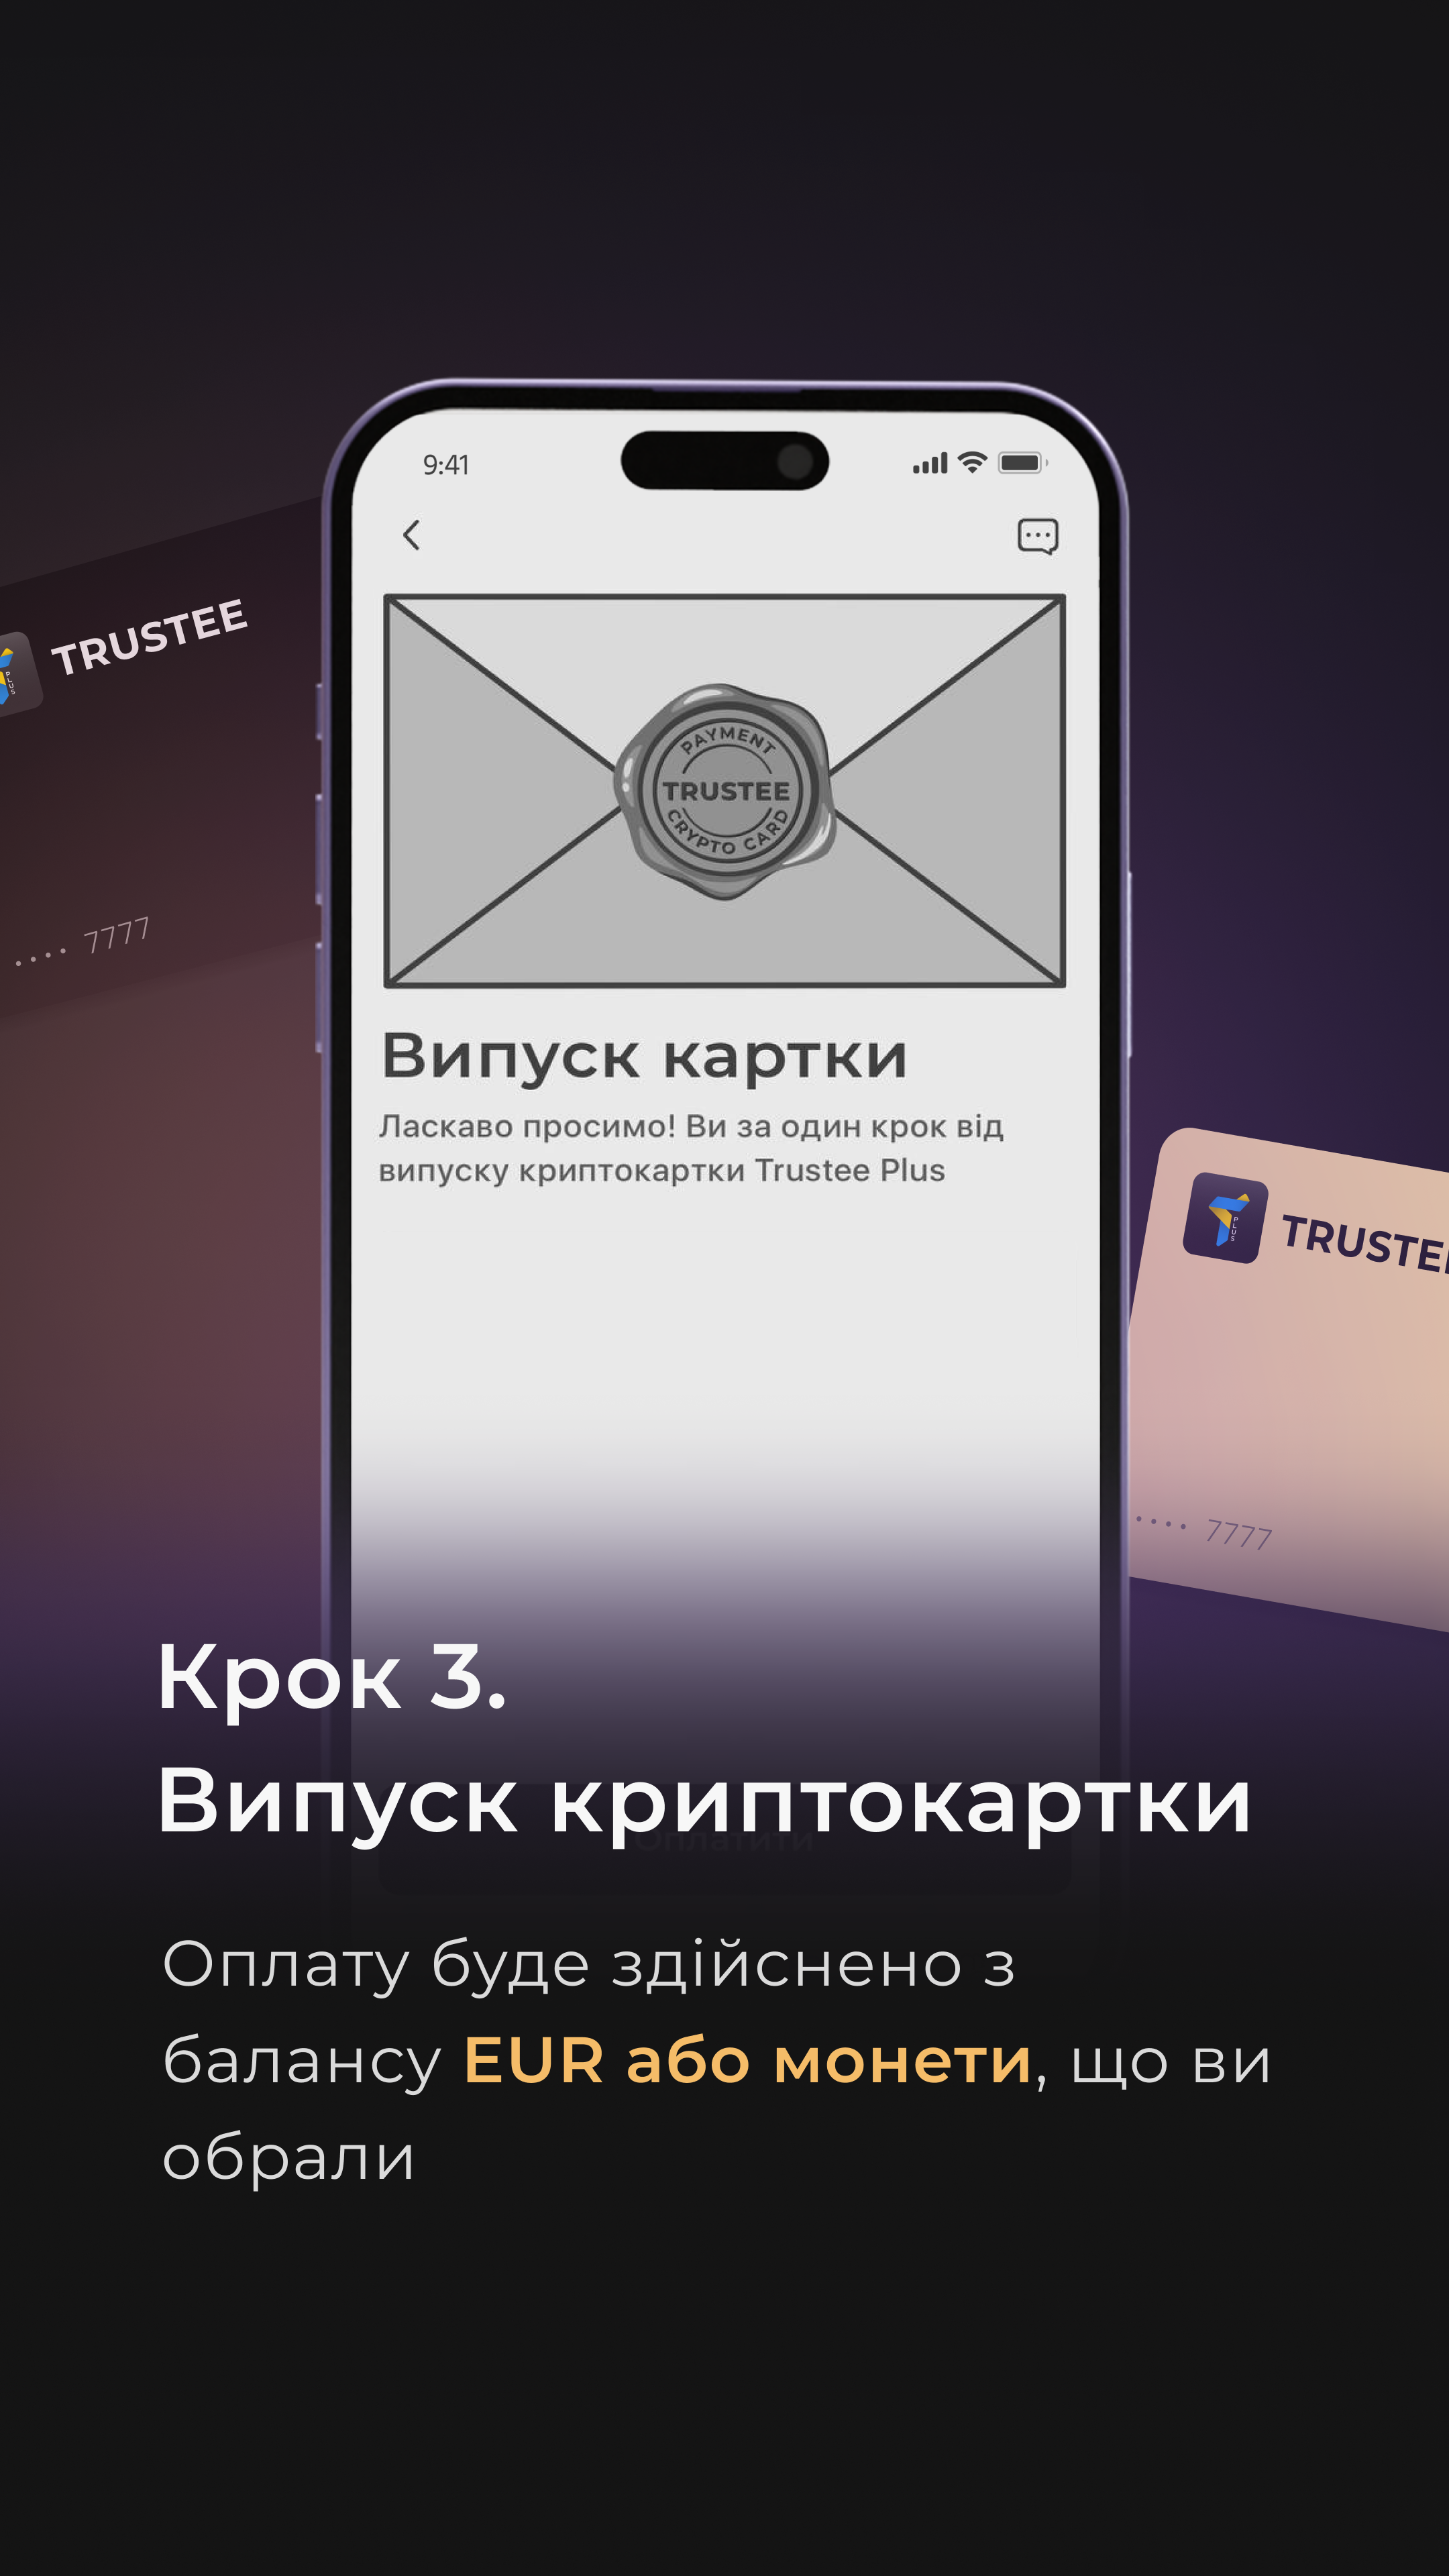 9:41
TRUSTEE
PLUS
•••• 7777
PAYMENT
TRUSTEE
CRYPTO CARD
Випуск картки
Ласкаво просимо! Ви за один крок від
випуску криптокартки Trustee Plus
PLUS
TRUSTEE
•••• 7777
Крок 3.
Випуск криптокартки
Оплатити
Оплату буде здійснено з
балансу EUR або монети, що ви
обрали